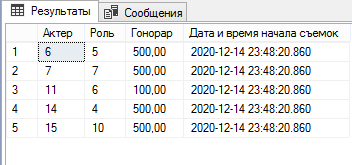 Результаты Сообщения
Актер Роль Гонорар Дата и время начала съемок
1 6 5 500,00 2020-12-14 23:48:20.860
2 7 7 500,00 2020-12-14 23:48:20.860
3 11 6 100,00 2020-12-14 23:48:20.860
4 14 4 500,00 2020-12-14 23:48:20.860
5 15 10 500,00 2020-12-14 23:48:20.860